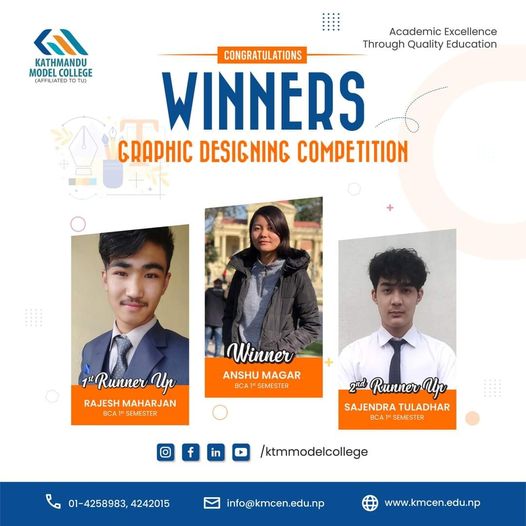 KATHMANDU
MODEL COLLEGE
(AFFILIATED TO TU)
Academic Excellence
Through Quality Education
CONGRATULATIONS
WINNERS
GRAPHIC DESIGNING COMPETITION
1st Runner Up
RAJESH MAHARJAN
BCA 1st SEMESTER
Winner
ANSHU MAGAR
BCA 1st SEMESTER
2nd Runner Up
SAJENDRA TULADHAR
BCA 1st SEMESTER
/ktmmodelcollege
01-4258983, 4242015
info@kmcen.edu.np
www.kmcen.edu.np